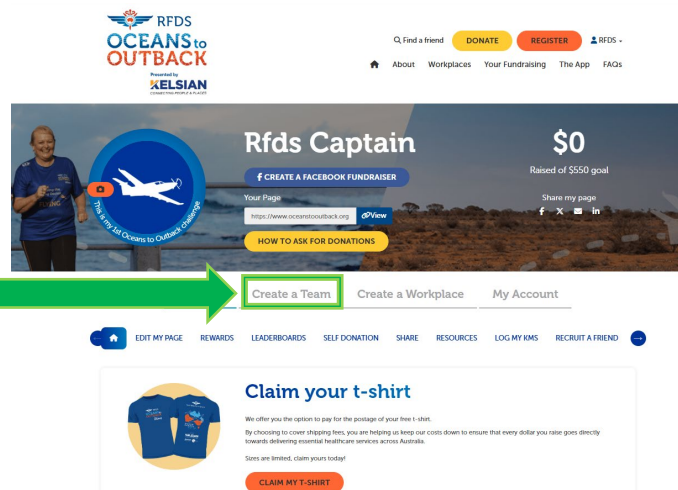 RFDS
OCEANS to
OUTBACK
Presented by
KELSIAN
CONNECTING PEOPLE & PLACES
Find a friend
DONATE
REGISTER
RFDS
About
Workplaces
Your Fundraising
The App
FAQs
FLYING
This is my 1st Oceans to Outback challenge!
Rfds Captain
CREATE A FACEBOOK FUNDRAISER
Your Page
https://www.oceanstooutback.org
View
HOW TO ASK FOR DONATIONS
$0
Raised of $550 goal
Share my page
Create a Team
Create a Workplace
My Account
EDIT MY PAGE
REWARDS
LEADERBOARDS
SELF DONATION
SHARE
RESOURCES
LOG MY KMS
RECRUIT A FRIEND
Claim your t-shirt
We offer you the option to pay for the postage of your free t-shirt.
By choosing to cover shipping fees, you are helping us keep our costs down to ensure that every dollar you raise goes directly
towards delivering essential healthcare services across Australia.
Sizes are limited, claim yours today!
CLAIM MY T-SHIRT